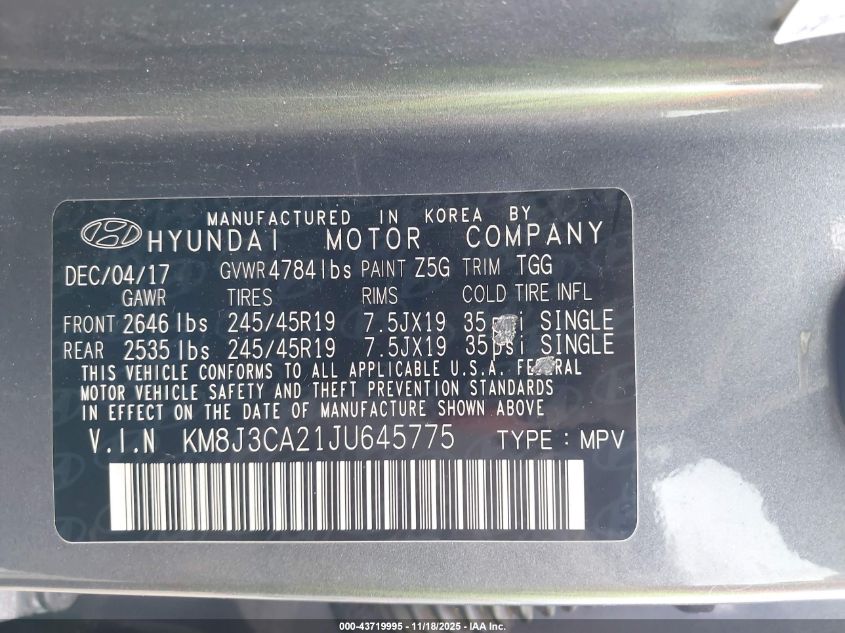 MANUFACTURED IN KOREA BY
HYUNDAI MOTOR COMPANY
DEC/04/17 GVWR 4784 lbs PAINT Z5G TRIM TGG
GAWR TIRES RIMS COLD TIRE INFL
FRONT 2646 lbs 245/45R19 7.5JX19 35 psi SINGLE
REAR 2535 lbs 245/45R19 7.5JX19 35psi SINGLE
THIS VEHICLE CONFORMS TO ALL APPLICABLE U.S.A. FEDERAL
MOTOR VEHICLE SAFETY AND THEFT PREVENTION STANDARDS
IN EFFECT ON THE DATE OF MANUFACTURE SHOWN ABOVE
V.I.N KM8J3CA21JU645775 TYPE : MPV
000-43719995 - 11/18/2025 - IAA Inc.